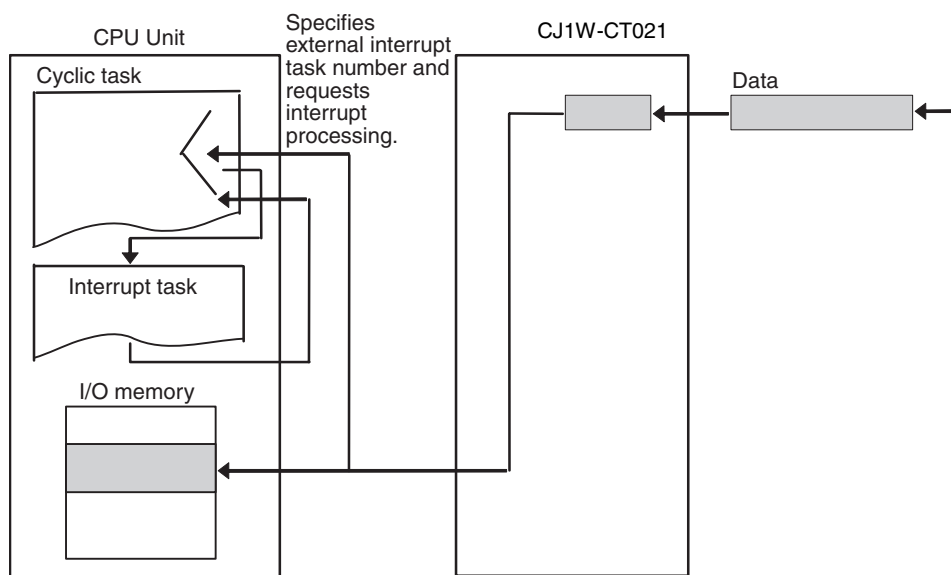 CPU Unit
Cyclic task
Specifies
external interrupt
task number and
requests
interrupt
processing.
CJ1W-CT021
Data
Interrupt task
I/O memory